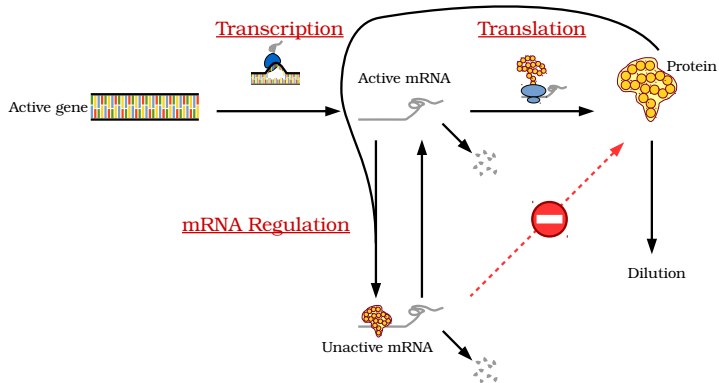 Transcription
Translation
Protein
Active mRNA
Active gene
mRNA Regulation
Dilution
Unactive mRNA